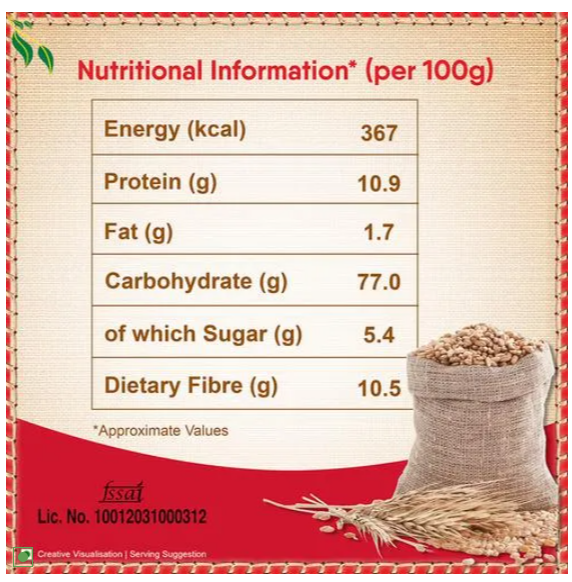 Nutritional Information* (per 100g)
Energy (kcal) 367
Protein (g) 10.9
Fat (g) 1.7
Carbohydrate (g) 77.0
of which Sugar (g) 5.4
Dietary Fibre (g) 10.5
*Approximate Values
fssai
Lic. No. 10012031000312
Creative Visualisation | Serving Suggestion